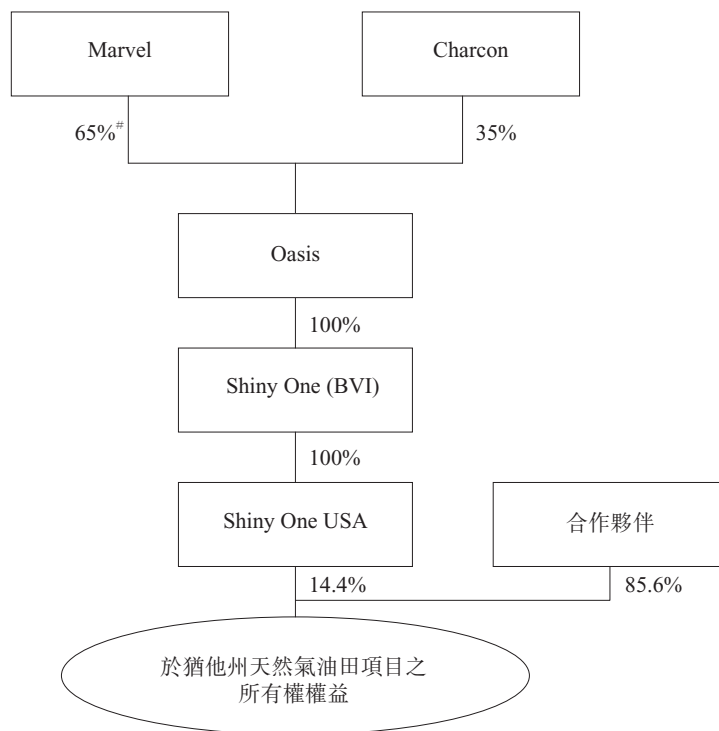 Marvel
Charcon
65%#
35%
Oasis
100%
Shiny One (BVI)
100%
Shiny One USA
合作夥伴
14.4%
85.6%
於猶他州天然氣油田項目之
所有權權益